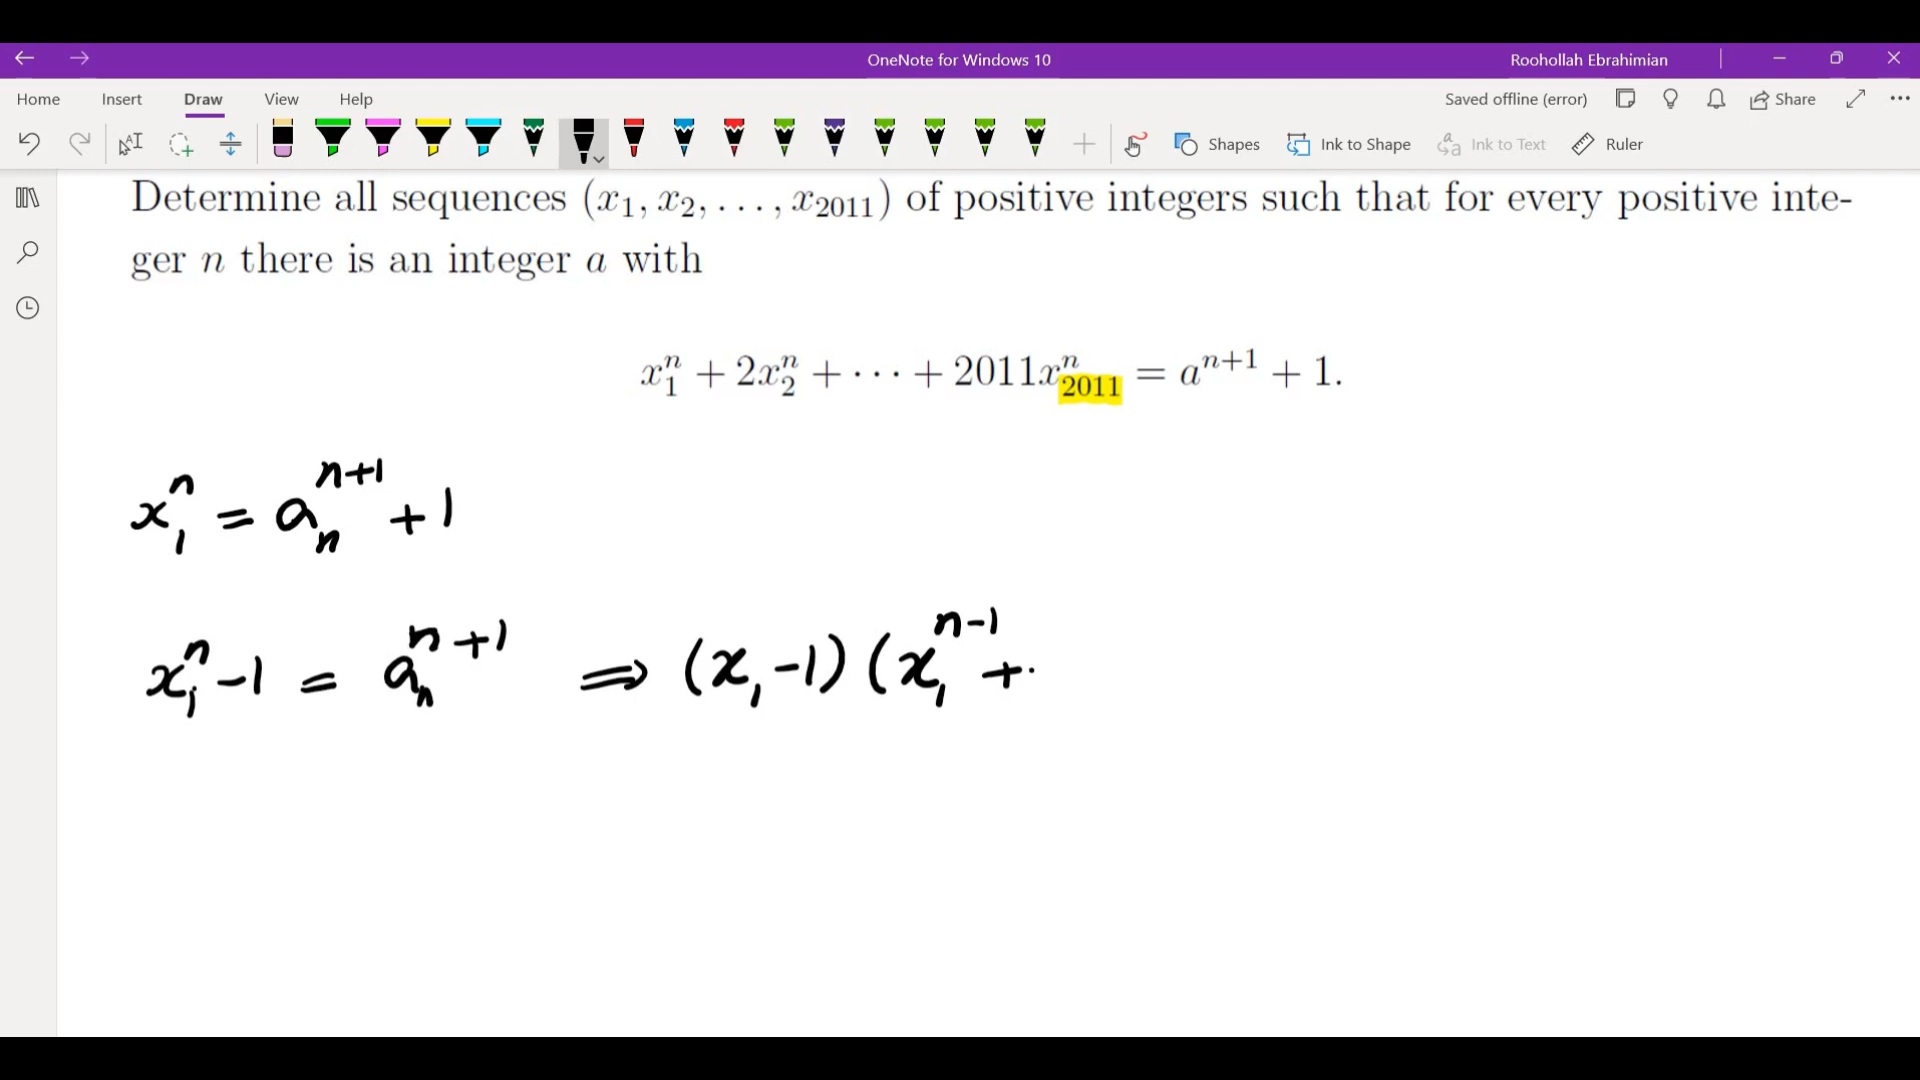 OneNote for Windows 10
Roohollah Ebrahimian
Home Insert Draw View Help
Saved offline (error) Share
Shapes Ink to Shape Ink to Text Ruler
Determine all sequences (x₁, x₂, . . . , x₂₀₁₁) of positive integers such that for every positive inte-
ger n there is an integer a with
x₁ⁿ + 2x₂ⁿ + · · · + 2011x₂₀₁₁ⁿ = aⁿ⁺¹ + 1.
x₁ⁿ = aₙⁿ⁺¹ + 1
x₁ⁿ - 1 = aₙⁿ⁺¹ ⟹ (x₁ - 1) (x₁ⁿ⁻¹ + ·